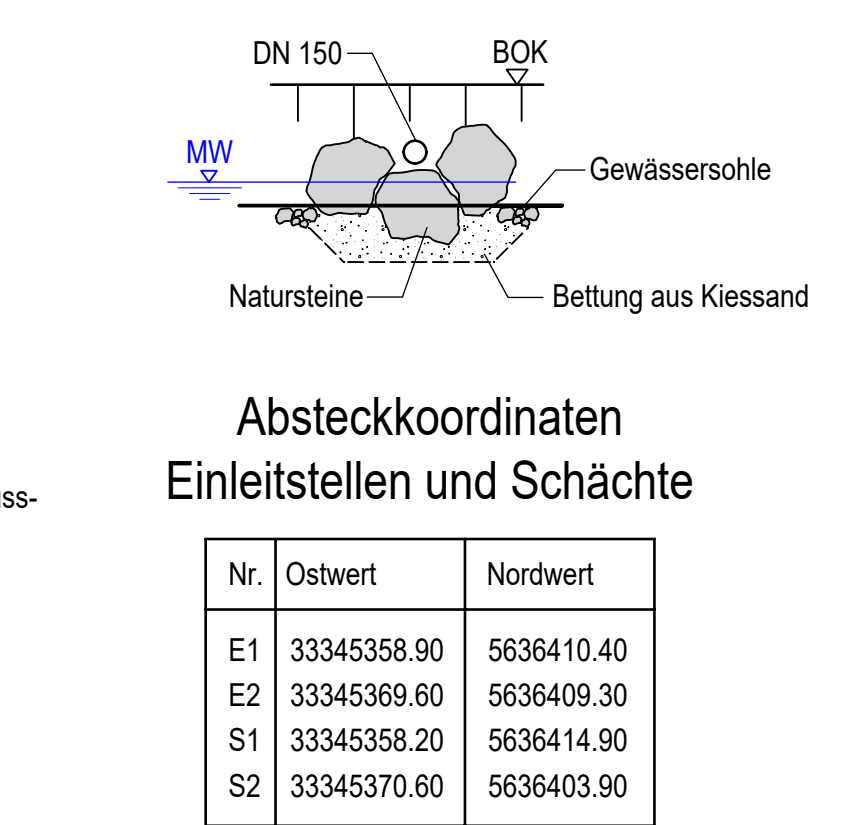 DN 150
BOK
MW
Gewässersohle
Natursteine
Bettung aus Kiessand
Absteckkoordinaten
Einleitstellen und Schächte
uss-
Nr. Ostwert Nordwert
E1 33345358.90 5636410.40
E2 33345369.60 5636409.30
S1 33345358.20 5636414.90
S2 33345370.60 5636403.90